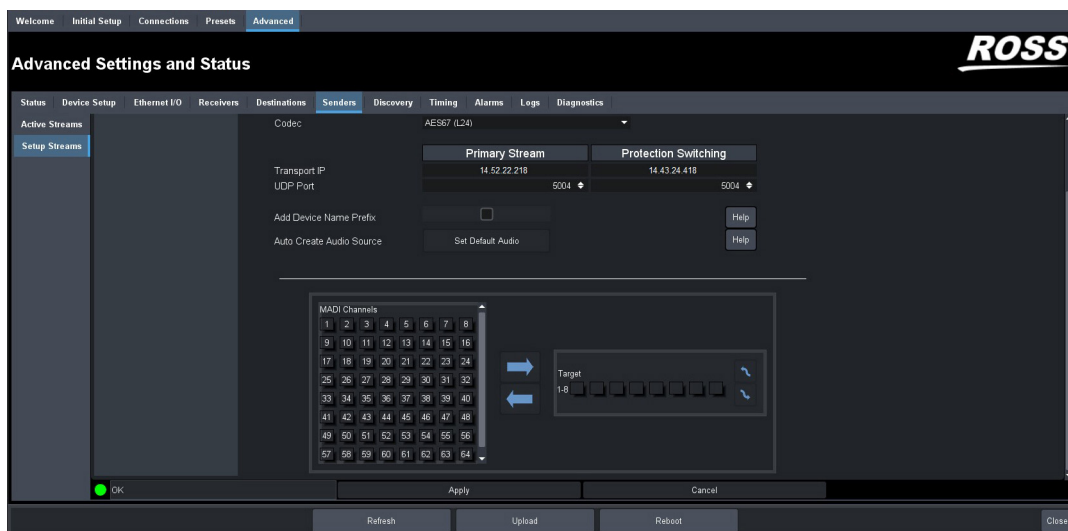 Welcome Initial Setup Connections Presets Advanced
Advanced Settings and Status
ROSS
Status Device Setup Ethernet I/O Receivers Destinations Senders Discovery Timing Alarms Logs Diagnostics
Active Streams
Setup Streams
Codec AES67 (L24)
Primary Stream Protection Switching
Transport IP 14.52.22.218 14.43.24.418
UDP Port 5004 5004
Add Device Name Prefix Help
Auto Create Audio Source Set Default Audio Help
MADI Channels
1 2 3 4 5 6 7 8
9 10 11 12 13 14 15 16
17 18 19 20 21 22 23 24
25 26 27 28 29 30 31 32
33 34 35 36 37 38 39 40
41 42 43 44 45 46 47 48
49 50 51 52 53 54 55 56
57 58 59 60 61 62 63 64
Target
1-8
OK Apply Cancel
Refresh Upload Reboot Close